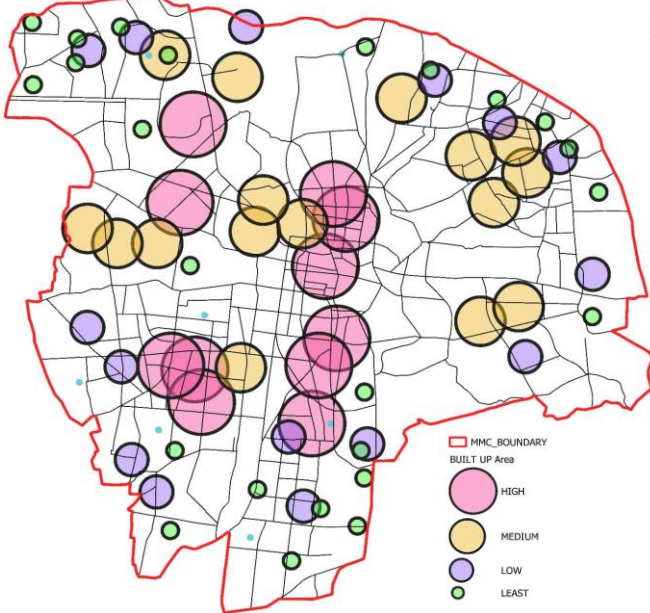 MMC_BOUNDARY
BUILT UP Area
HIGH
MEDIUM
LOW
LEAST